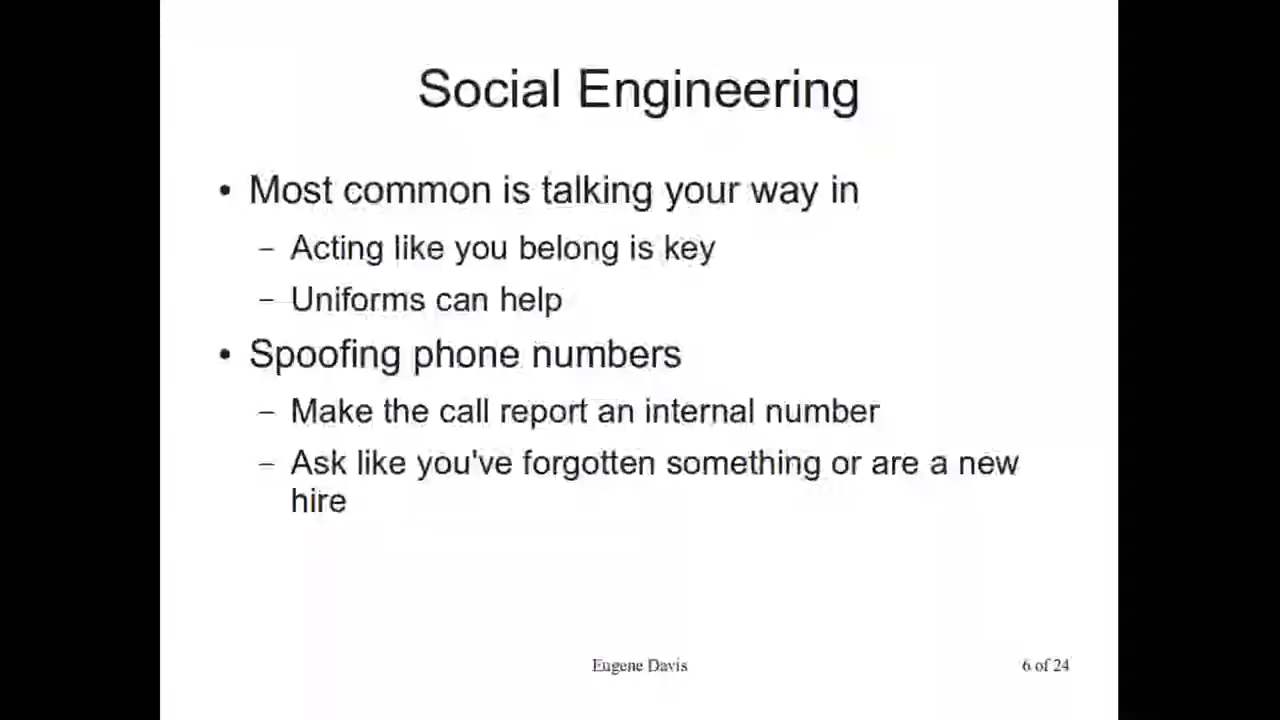 Social Engineering
• Most common is talking your way in
– Acting like you belong is key
– Uniforms can help
• Spoofing phone numbers
– Make the call report an internal number
– Ask like you've forgotten something or are a new
hire
Eugene Davis
6 of 24